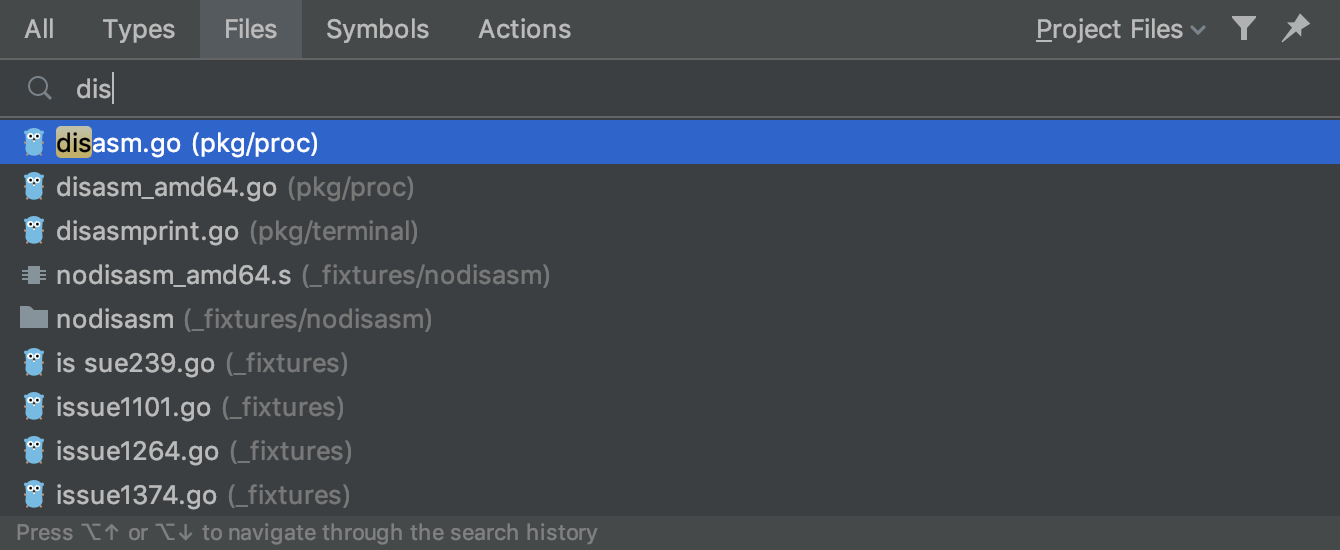 All Types Files Symbols Actions Project Files
dis
disasm.go (pkg/proc)
disasm_amd64.go (pkg/proc)
disasmprint.go (pkg/terminal)
nodisasm_amd64.s (_fixtures/nodisasm)
nodisasm (_fixtures/nodisasm)
is sue239.go (_fixtures)
issue1101.go (_fixtures)
issue1264.go (_fixtures)
issue1374.go (_fixtures)
Press ⌥↑ or ⌥↓ to navigate through the search history